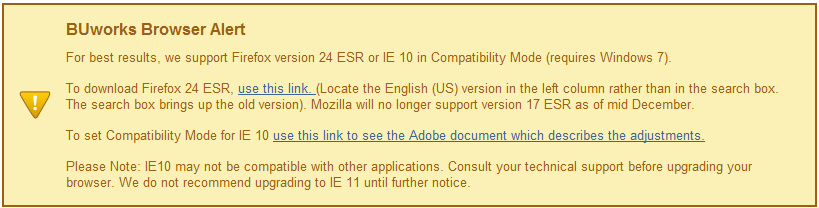 BUworks Browser Alert
For best results, we support Firefox version 24 ESR or IE 10 in Compatibility Mode (requires Windows 7).
To download Firefox 24 ESR, use this link. (Locate the English (US) version in the left column rather than in the search box.
The search box brings up the old version). Mozilla will no longer support version 17 ESR as of mid December.
To set Compatibility Mode for IE 10 use this link to see the Adobe document which describes the adjustments.
Please Note: IE10 may not be compatible with other applications. Consult your technical support before upgrading your
browser. We do not recommend upgrading to IE 11 until further notice.